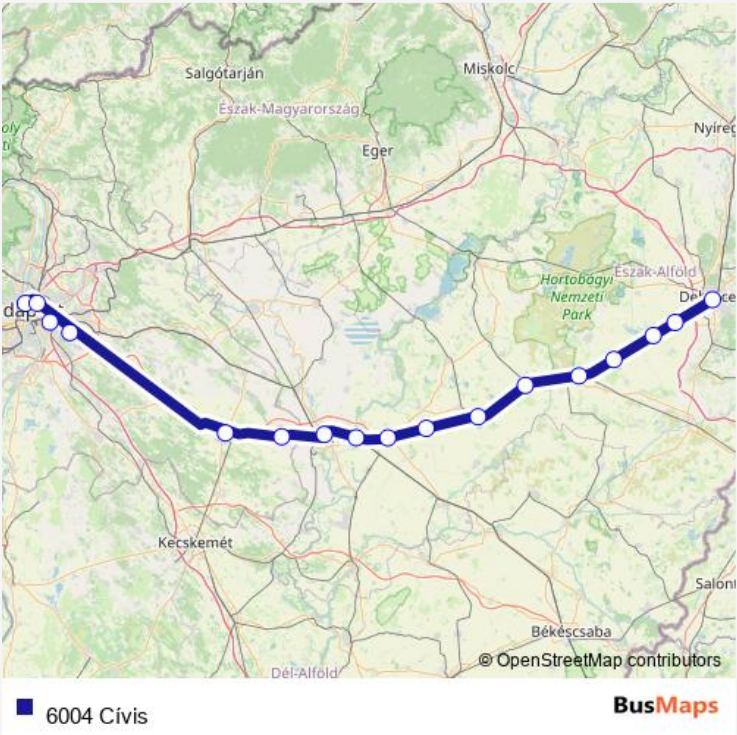 Salgótarján
Miskolc
Észak-Magyarország
Nyíreg
Eger
Észak-Alföld
Hortobágyi
Nemzeti
Park
Kecskemét
Salont
Békéscsaba
© OpenStreetMap contributors
Dél-Alföld
6004 Cívis
BusMaps